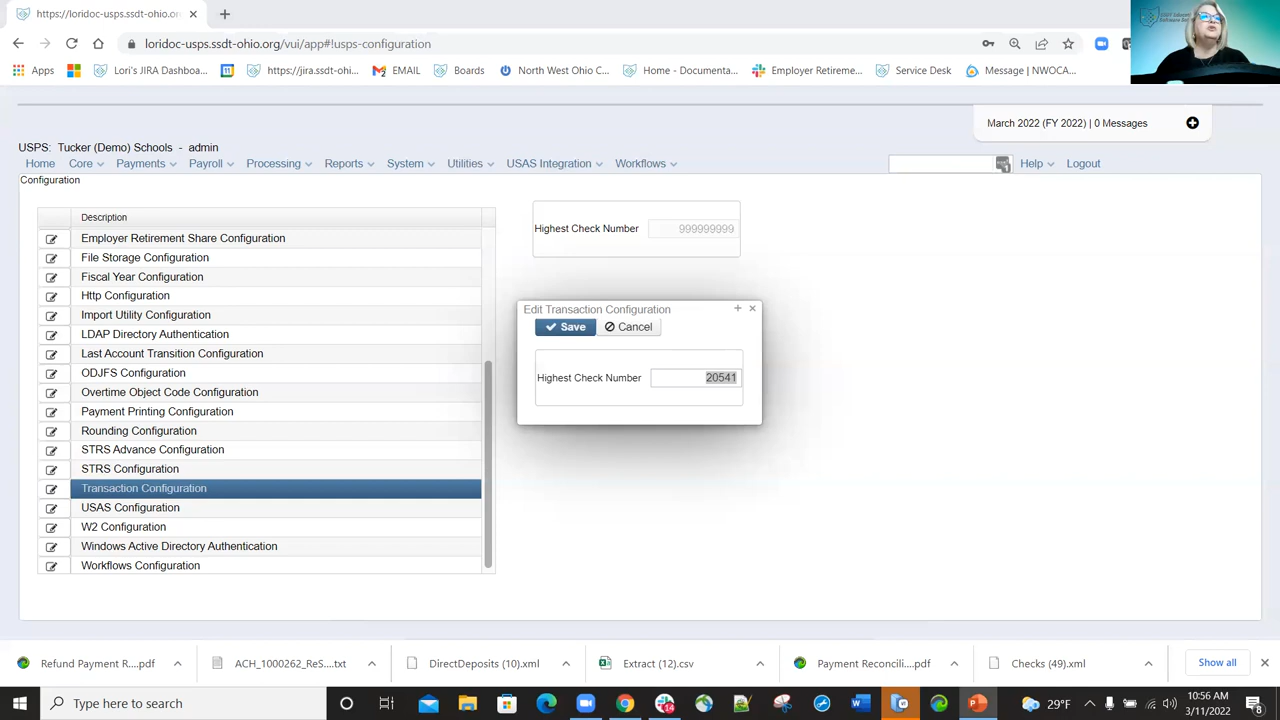 https://loridoc-usps.ssdt-ohio.org/
loridoc-usps.ssdt-ohio.org/vui/app#!usps-configuration
Apps
Lori's JIRA Dashboa...
https://jira.ssdt-ohi...
EMAIL
Boards
North West Ohio C...
Home - Documenta...
Employer Retireme...
Service Desk
Message | NWOCA...
March 2022 (FY 2022) | 0 Messages
USPS: Tucker (Demo) Schools - admin
Home Core Payments Payroll Processing Reports System Utilities USAS Integration Workflows Help Logout
Configuration
Description
Employer Retirement Share Configuration
File Storage Configuration
Fiscal Year Configuration
Http Configuration
Import Utility Configuration
LDAP Directory Authentication
Last Account Transition Configuration
ODJFS Configuration
Overtime Object Code Configuration
Payment Printing Configuration
Rounding Configuration
STRS Advance Configuration
STRS Configuration
Transaction Configuration
USAS Configuration
W2 Configuration
Windows Active Directory Authentication
Workflows Configuration
Highest Check Number 999999999
Edit Transaction Configuration
Save Cancel
Highest Check Number 20541
Refund Payment R....pdf
ACH_1000262_ReS....txt
DirectDeposits (10).xml
Extract (12).csv
Payment Reconcili....pdf
Checks (49).xml
Show all
Type here to search
14
29°F
10:56 AM
3/11/2022
8